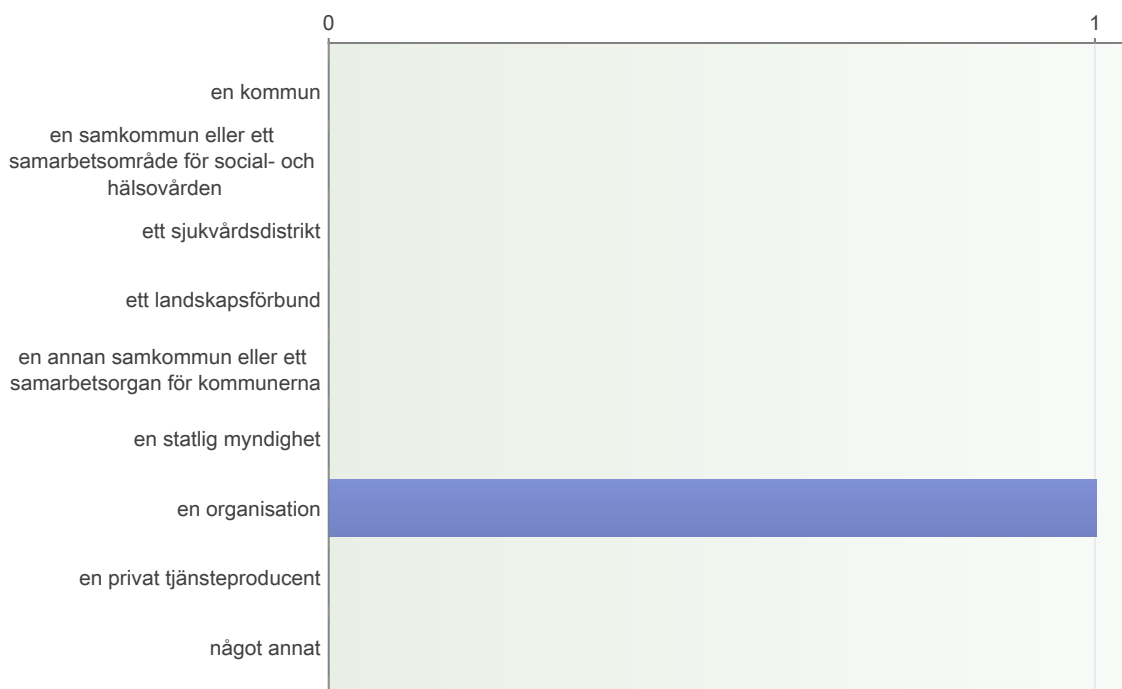 0 1
en kommun
en samkommun eller ett
samarbetsområde för social- och
hälsovården
ett sjukvårdsdistrikt
ett landskapsförbund
en annan samkommun eller ett
samarbetsorgan för kommunerna
en statlig myndighet
en organisation
en privat tjänsteproducent
något annat